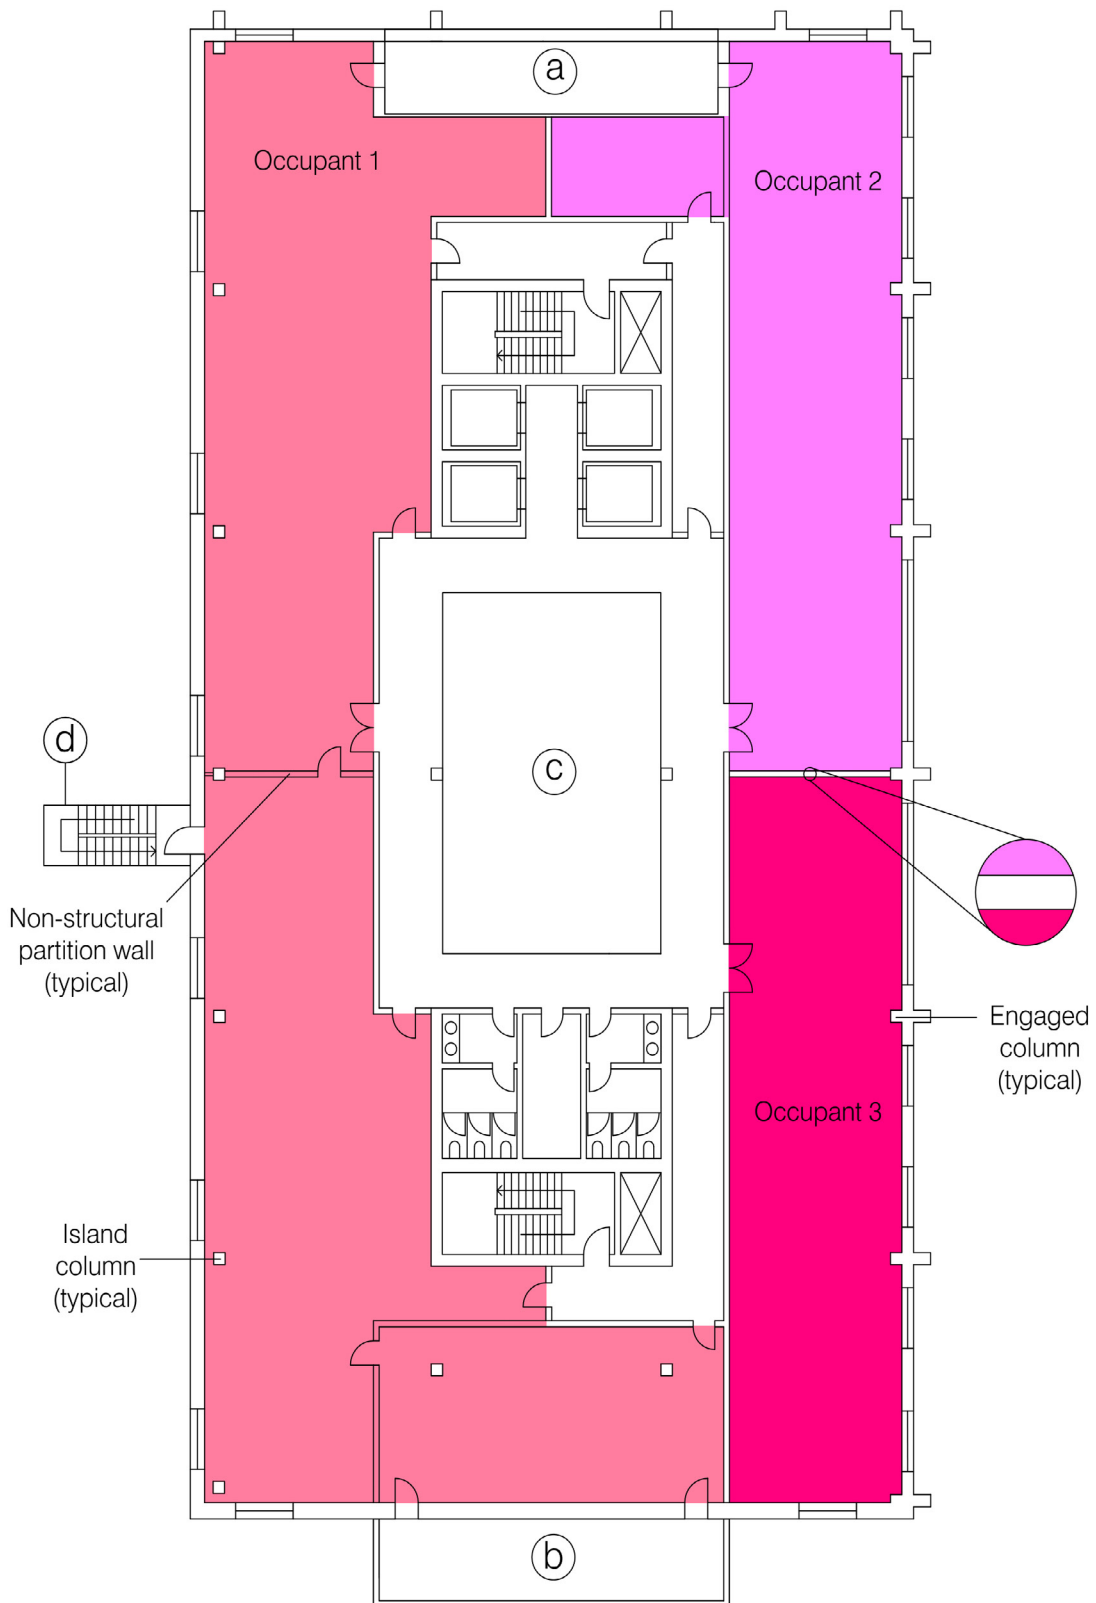 a
Occupant 1
Occupant 2
d
c
Non-structural
partition wall
(typical)
Engaged
column
(typical)
Occupant 3
Island
column
(typical)
b